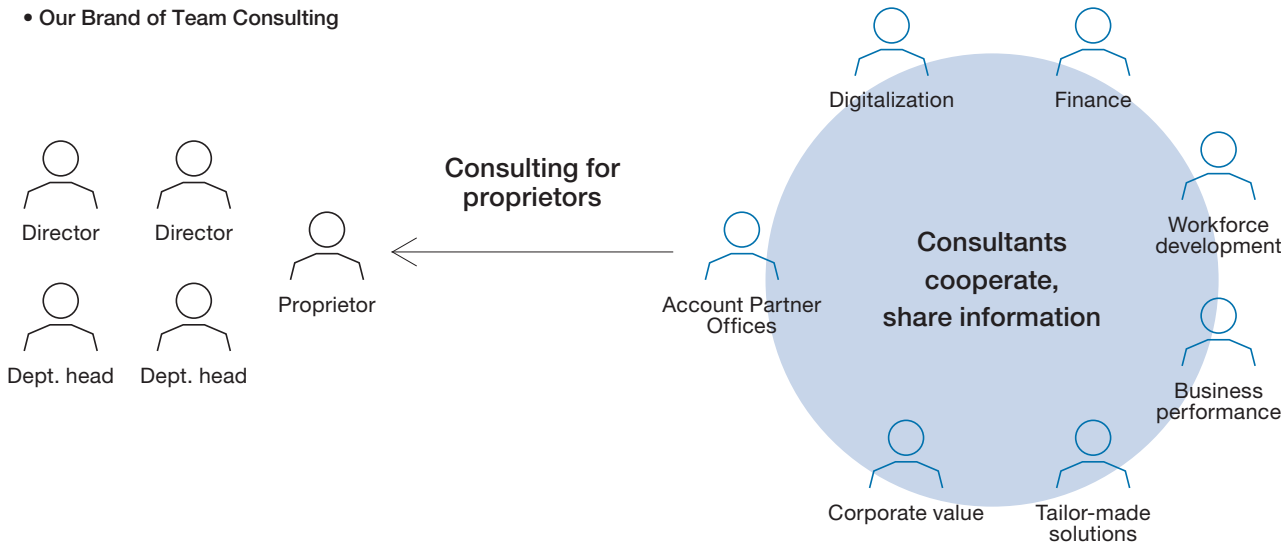 • Our Brand of Team Consulting
Digitalization
Finance
Consulting for
proprietors
Director
Director
Workforce
development
Consultants
cooperate,
share information
Proprietor
Account Partner
Offices
Dept. head
Dept. head
Business
performance
Corporate value
Tailor-made
solutions